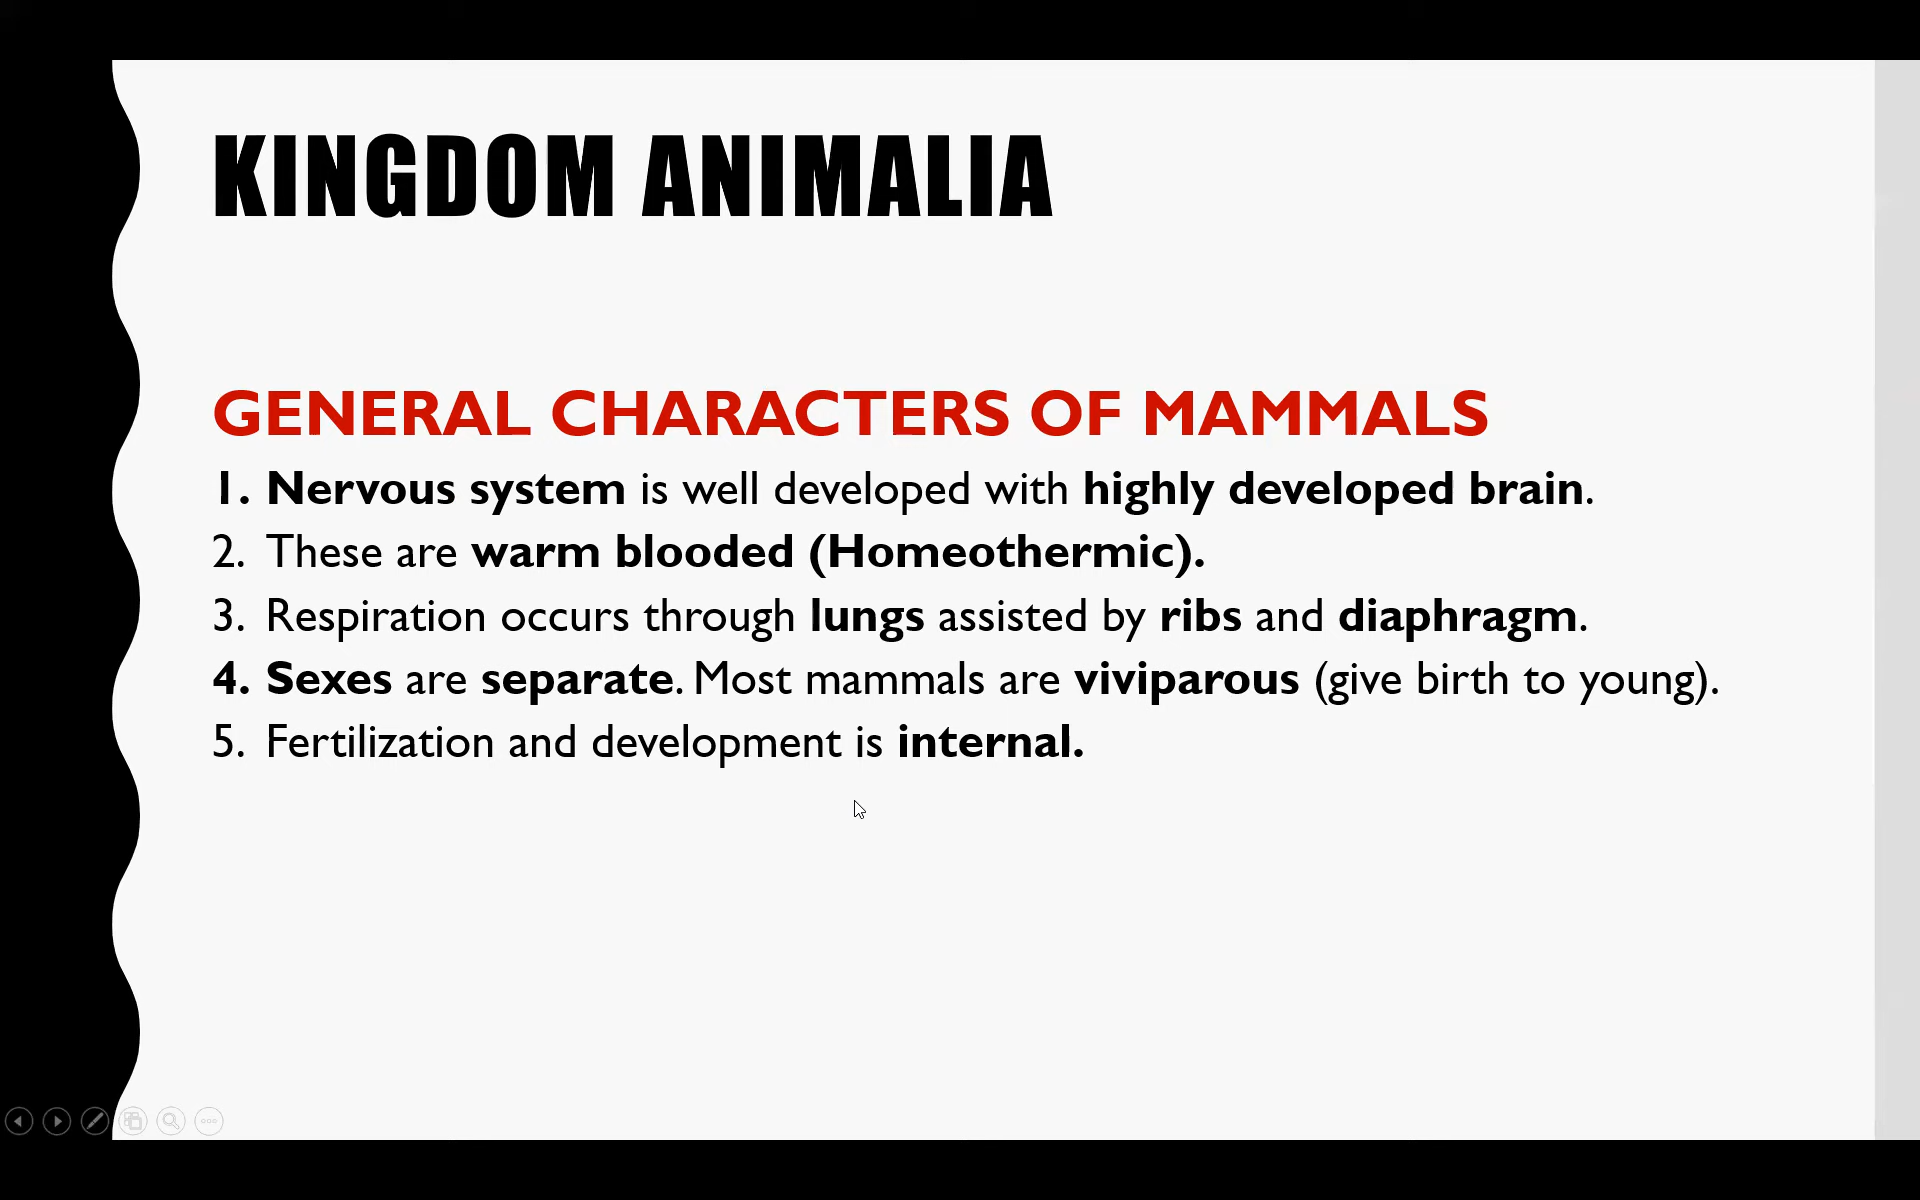 KINGDOM ANIMALIA
GENERAL CHARACTERS OF MAMMALS
1. Nervous system is well developed with highly developed brain.
2. These are warm blooded (Homeothermic).
3. Respiration occurs through lungs assisted by ribs and diaphragm.
4. Sexes are separate. Most mammals are viviparous (give birth to young).
5. Fertilization and development is internal.